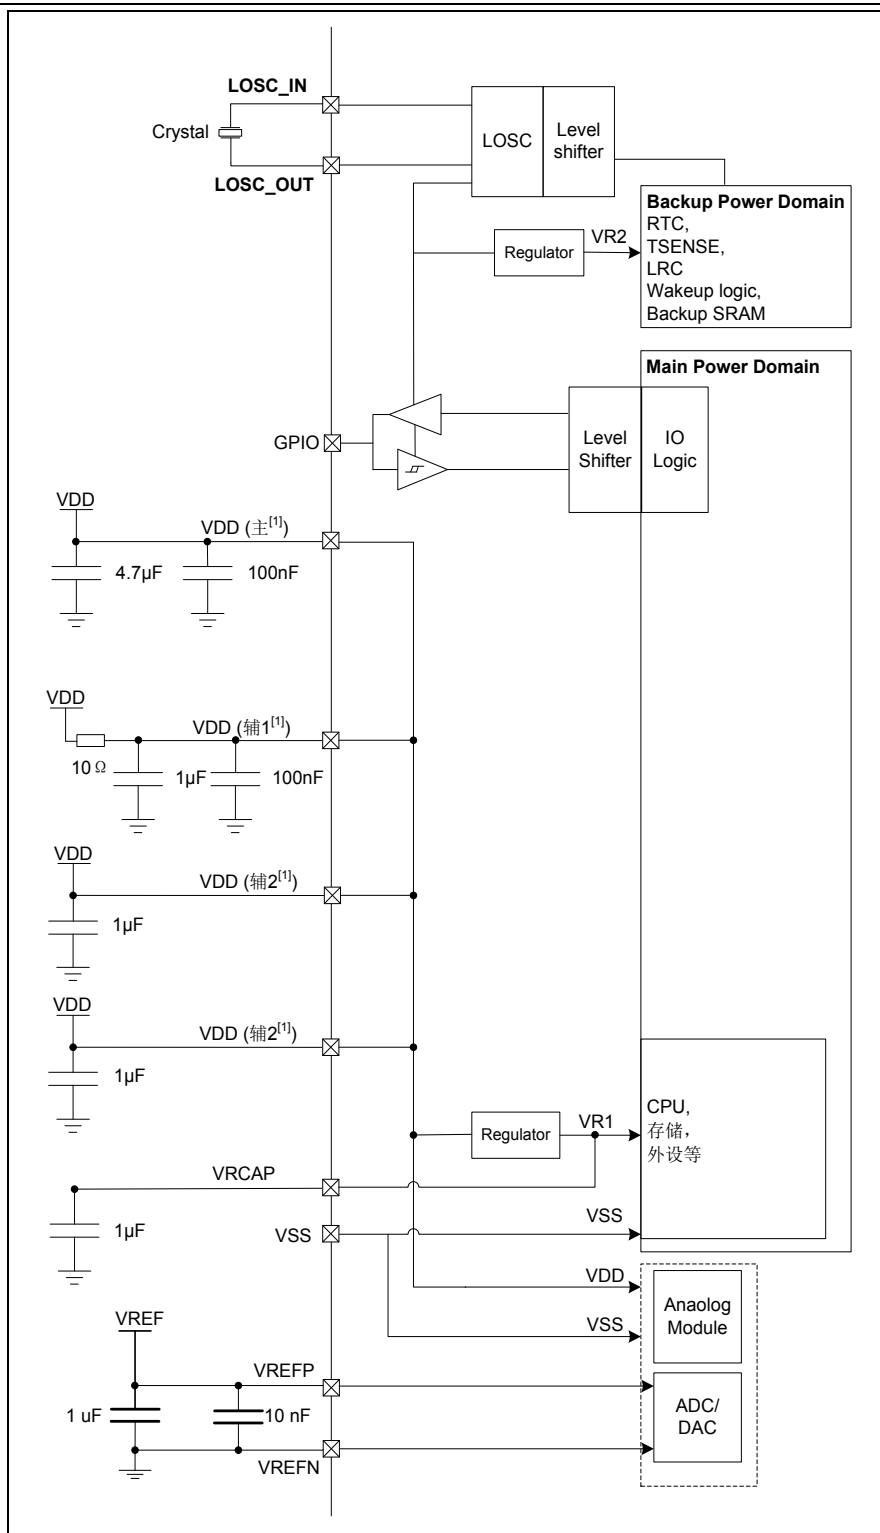 LOSC_IN
Crystal
LOSC_OUT
LOSC
Level
shifter
Backup Power Domain
RTC,
TSENSE,
LRC
Wakeup logic,
Backup SRAM
Regulator
VR2
Main Power Domain
GPIO
Level
Shifter
IO
Logic
VDD
VDD (主[1])
4.7µF
100nF
VDD
VDD (辅1[1])
10 Ω
1µF
100nF
VDD
VDD (辅2[1])
1µF
VDD
VDD (辅2[1])
1µF
Regulator
VR1
CPU,
存储，
外设等
VRCAP
1µF
VSS
VSS
VDD
VSS
Anaolog
Module
VREF
VREFP
1 uF
10 nF
VREFN
ADC/
DAC